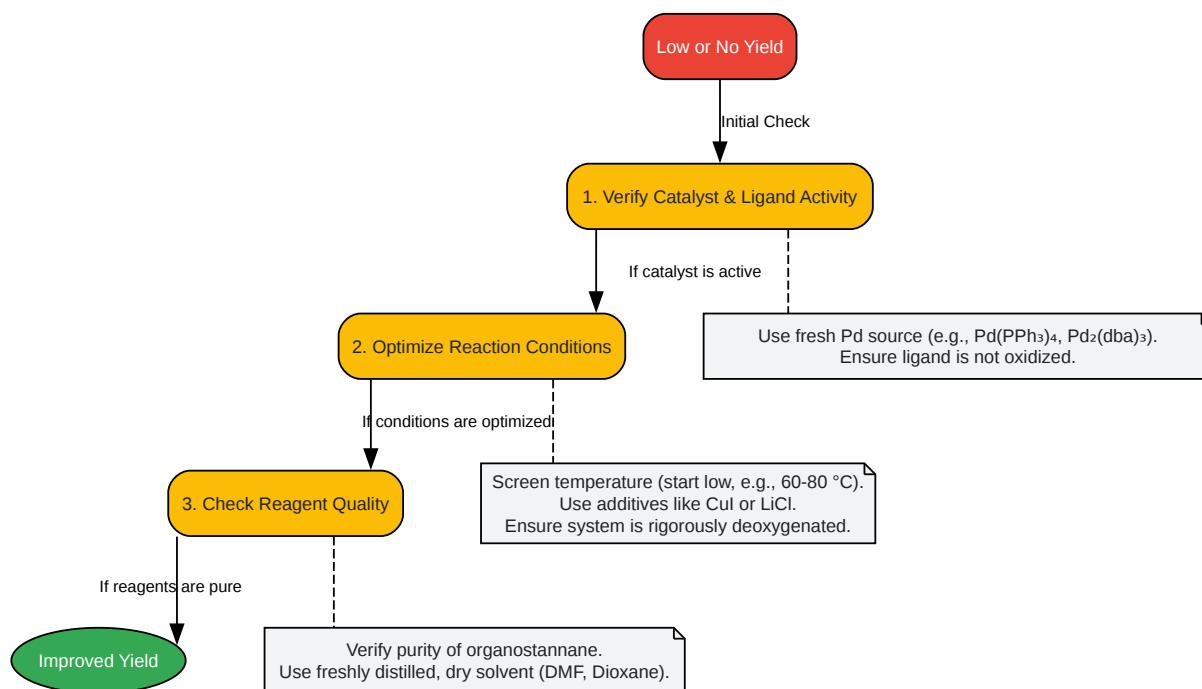 Low or No Yield
Initial Check
1. Verify Catalyst & Ligand Activity
If catalyst is active
Use fresh Pd source (e.g., Pd(PPh₃)₄, Pd₂(dba)₃).
Ensure ligand is not oxidized.
2. Optimize Reaction Conditions
If conditions are optimized
Screen temperature (start low, e.g., 60-80 °C).
Use additives like CuI or LiCl.
Ensure system is rigorously deoxygenated.
3. Check Reagent Quality
If reagents are pure
Verify purity of organostannane.
Use freshly distilled, dry solvent (DMF, Dioxane).
Improved Yield